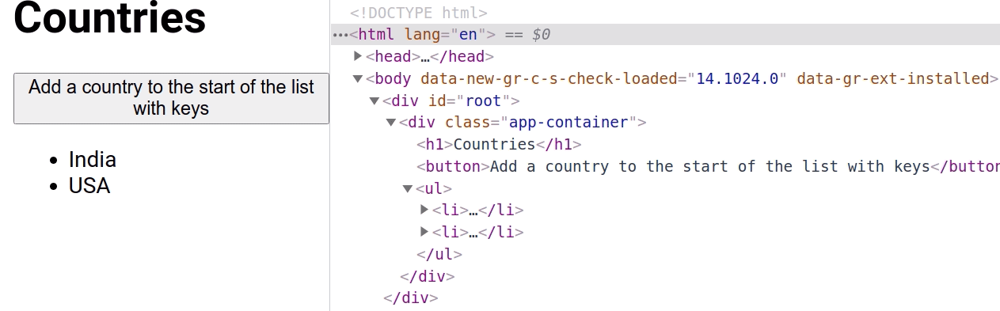 Countries
Add a country to the start of the list
with keys
India
USA
<!DOCTYPE html>
<html lang="en"> == $0
<head>…</head>
<body data-new-gr-c-s-check-loaded="14.1024.0" data-gr-ext-installed>
<div id="root">
<div class="app-container">
<h1>Countries</h1>
<button>Add a country to the start of the list with keys</button
<ul>
<li>…</li>
<li>…</li>
</ul>
</div>
</div>